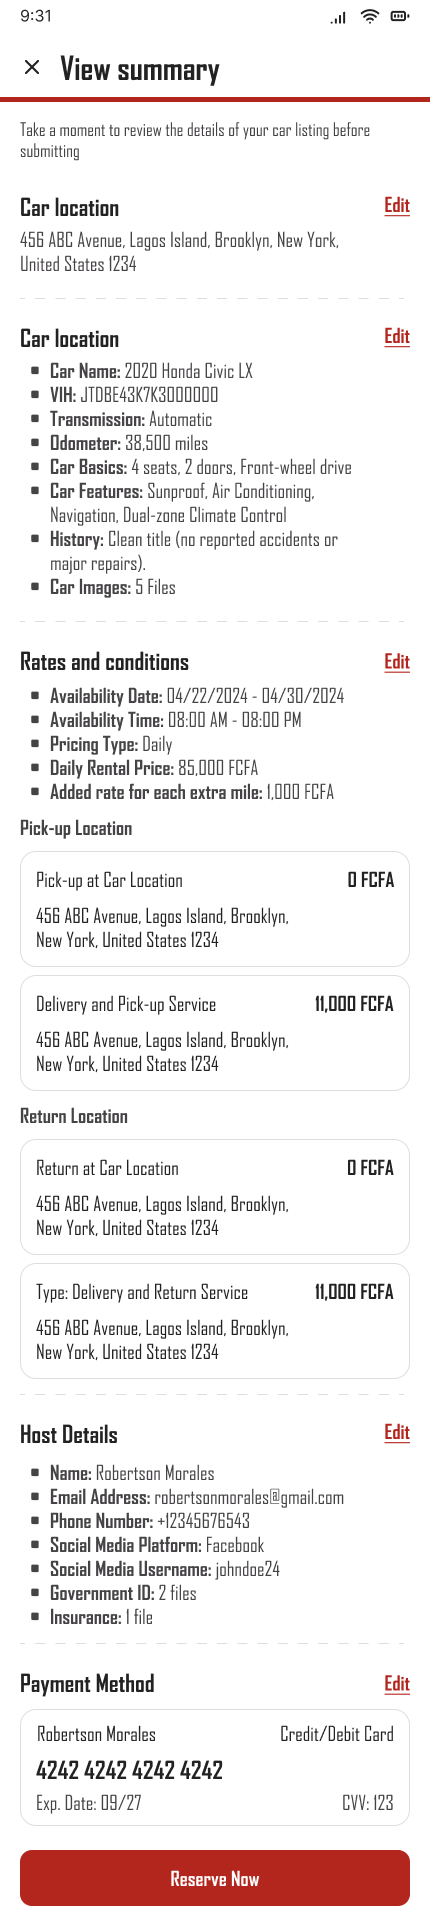 9:31
View summary
Take a moment to review the details of your car listing before
submitting
Car location
Edit
456 ABC Avenue, Lagos Island, Brooklyn, New York,
United States 1234
Car location
Edit
Car Name: 2020 Honda Civic LX
VIH: JTDBE43K7K3000000
Transmission: Automatic
Odometer: 38,500 miles
Car Basics: 4 seats, 2 doors, Front-wheel drive
Car Features: Sunproof, Air Conditioning,
Navigation, Dual-zone Climate Control
History: Clean title (no reported accidents or
major repairs).
Car Images: 5 Files
Rates and conditions
Edit
Availability Date: 04/22/2024 - 04/30/2024
Availability Time: 08:00 AM - 08:00 PM
Pricing Type: Daily
Daily Rental Price: 85,000 FCFA
Added rate for each extra mile: 1,000 FCFA
Pick-up Location
Pick-up at Car Location
0 FCFA
456 ABC Avenue, Lagos Island, Brooklyn,
New York, United States 1234
Delivery and Pick-up Service
11,000 FCFA
456 ABC Avenue, Lagos Island, Brooklyn,
New York, United States 1234
Return Location
Return at Car Location
0 FCFA
456 ABC Avenue, Lagos Island, Brooklyn,
New York, United States 1234
Type: Delivery and Return Service
11,000 FCFA
456 ABC Avenue, Lagos Island, Brooklyn,
New York, United States 1234
Host Details
Edit
Name: Robertson Morales
Email Address: robertsonmorales@gmail.com
Phone Number: +12345676543
Social Media Platform: Facebook
Social Media Username: johndoe24
Government ID: 2 files
Insurance: 1 file
Payment Method
Edit
Robertson Morales
Credit/Debit Card
4242 4242 4242 4242
Exp. Date: 09/27
CVV: 123
Reserve Now